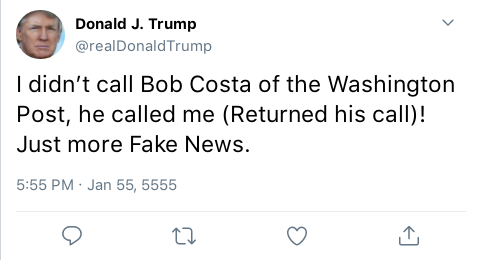 Donald J. Trump
@realDonaldTrump
I didn’t call Bob Costa of the Washington
Post, he called me (Returned his call)!
Just more Fake News.
5:55 PM · Jan 55, 5555